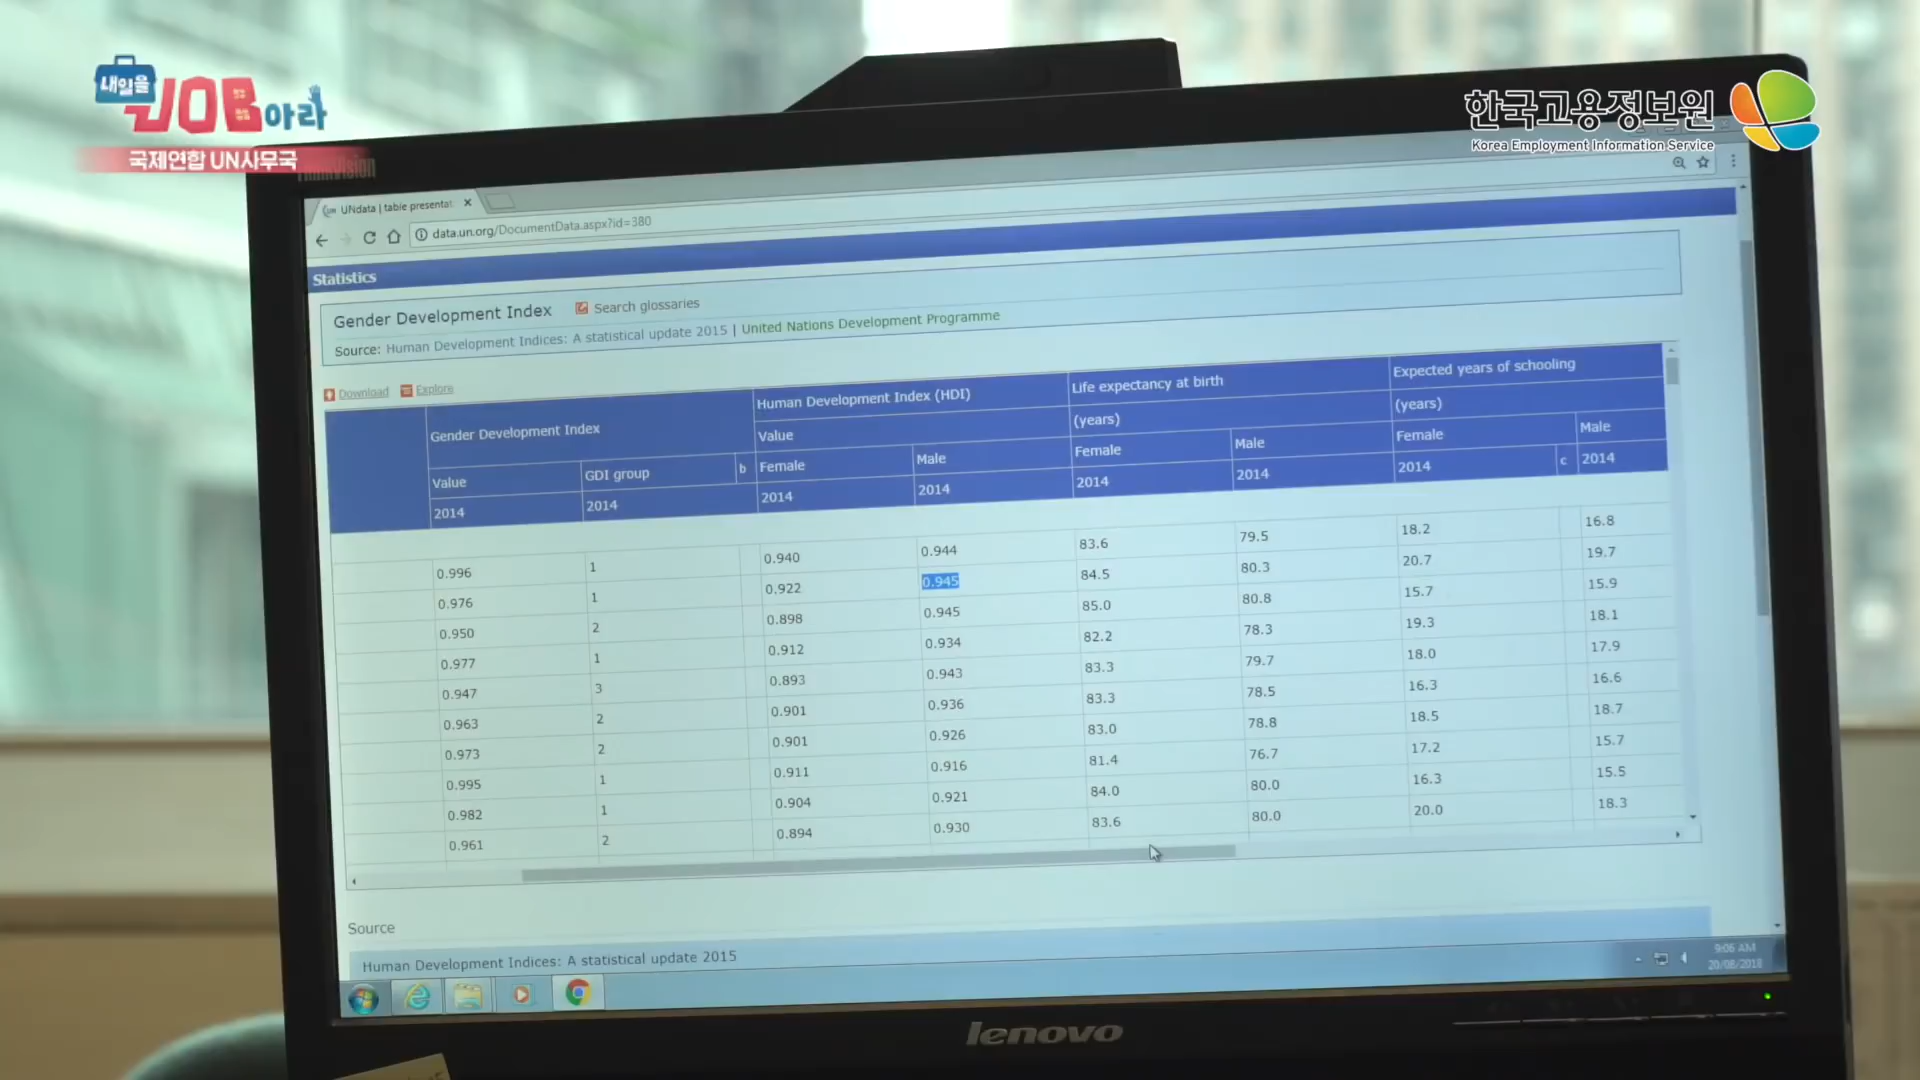 내일을 JOB아라
국제연합 UN사무국
한국고용정보원
Korea Employment Information Service
UNdata | table presentat
data.un.org/DocumentData.aspx?id=380
Statistics
Gender Development Index Search glossaries
Source: Human Development Indices: A statistical update 2015 | United Nations Development Programme
Download Explore
Gender Development Index Human Development Index (HDI) Life expectancy at birth Expected years of schooling
Value (years) (years)
Value GDI group b Female Male Female Male Female c Male
2014 2014 2014 2014 2014 2014 2014 2014
0.996 1 0.940 0.944 83.6 79.5 18.2 16.8
0.976 1 0.922 0.945 84.5 80.3 20.7 19.7
0.950 2 0.898 0.945 85.0 80.8 15.7 15.9
0.977 1 0.912 0.934 82.2 78.3 19.3 18.1
0.947 3 0.893 0.943 83.3 79.7 18.0 17.9
0.963 2 0.901 0.936 83.3 78.5 16.3 16.6
0.973 2 0.901 0.926 83.0 78.8 18.5 18.7
0.995 1 0.911 0.916 81.4 76.7 17.2 15.7
0.982 1 0.904 0.921 84.0 80.0 16.3 15.5
0.961 2 0.894 0.930 83.6 80.0 20.0 18.3
Source
Human Development Indices: A statistical update 2015
9:06 AM
20/08/2018
lenovo